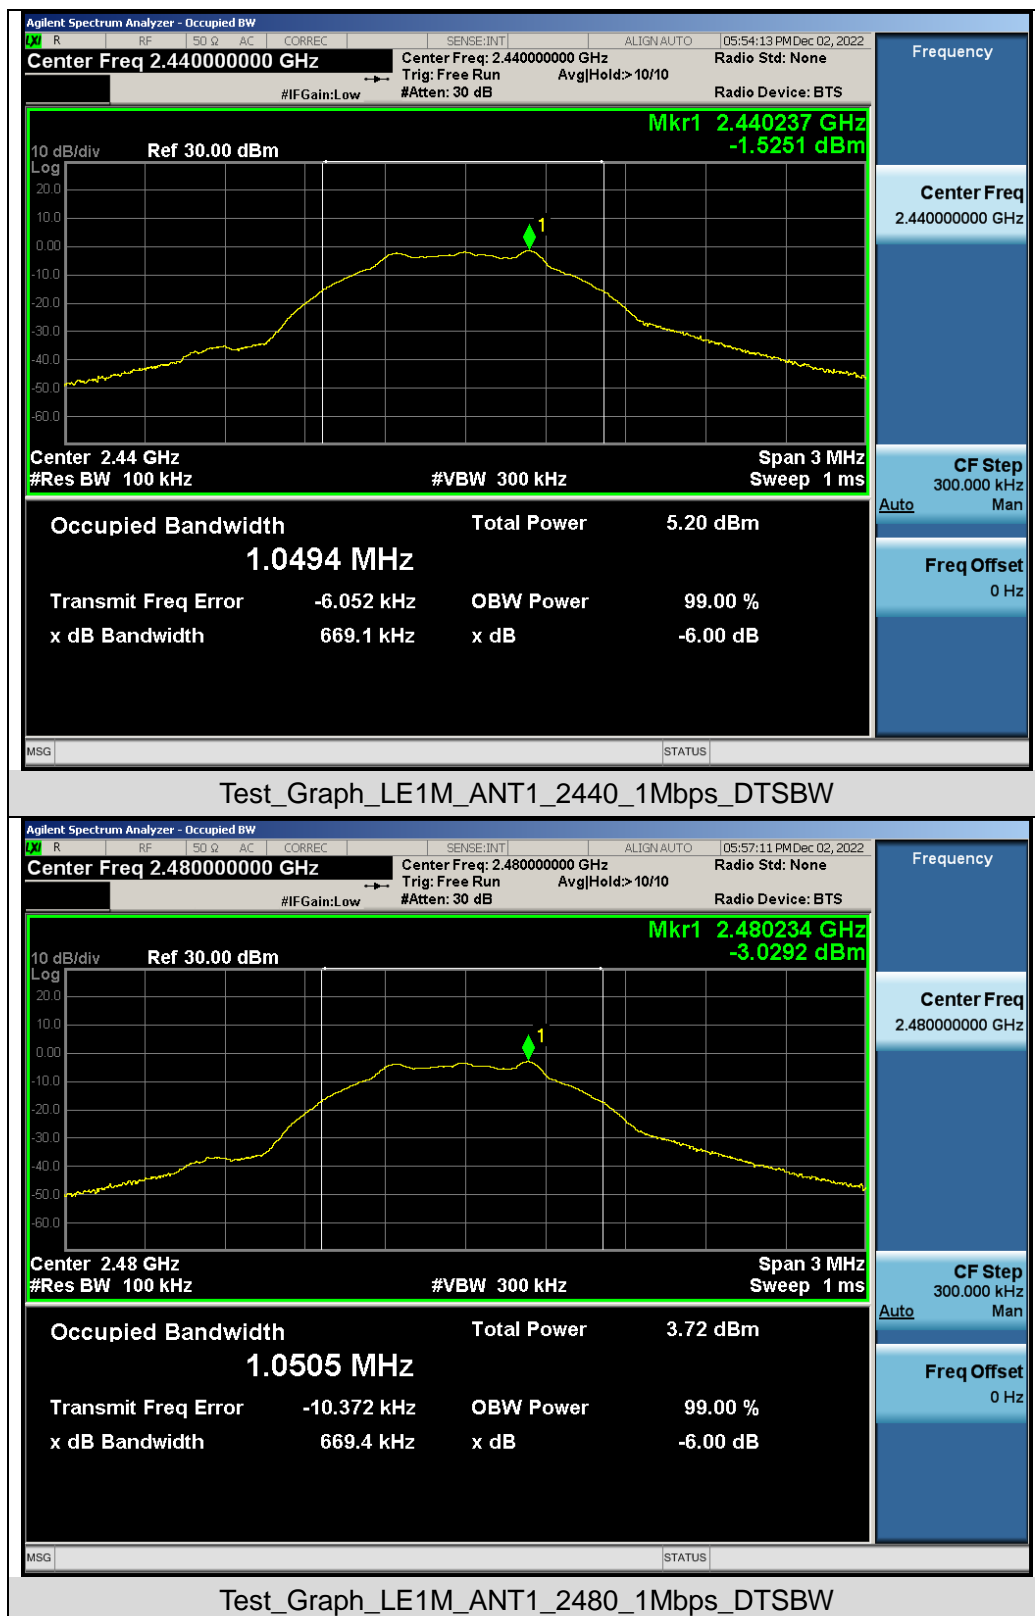 Agilent Spectrum Analyzer - Occupied BW
LXI R RF 50 Ω AC CORREC SENSE:INT ALIGN AUTO 05:54:13 PM Dec 02, 2022
Center Freq 2.440000000 GHz
Center Freq: 2.440000000 GHz
Radio Std: None
Trig: Free Run Avg|Hold:>10/10
#IFGain:Low #Atten: 30 dB Radio Device: BTS
Frequency
Mkr1 2.440237 GHz
-1.5251 dBm
10 dB/div Ref 30.00 dBm
Log
20.0
10.0
1
0.00
-10.0
-20.0
-30.0
-40.0
-50.0
-60.0
Center 2.44 GHz Span 3 MHz
#Res BW 100 kHz #VBW 300 kHz Sweep 1 ms
Center Freq
2.440000000 GHz
CF Step
300.000 kHz
Auto Man
Freq Offset
0 Hz
Occupied Bandwidth Total Power 5.20 dBm
1.0494 MHz
Transmit Freq Error -6.052 kHz OBW Power 99.00 %
x dB Bandwidth 669.1 kHz x dB -6.00 dB
MSG STATUS
Test_Graph_LE1M_ANT1_2440_1Mbps_DTSBW
Agilent Spectrum Analyzer - Occupied BW
LXI R RF 50 Ω AC CORREC SENSE:INT ALIGN AUTO 05:57:11 PM Dec 02, 2022
Center Freq 2.480000000 GHz
Center Freq: 2.480000000 GHz
Radio Std: None
Trig: Free Run Avg|Hold:>10/10
#IFGain:Low #Atten: 30 dB Radio Device: BTS
Frequency
Mkr1 2.480234 GHz
-3.0292 dBm
10 dB/div Ref 30.00 dBm
Log
20.0
10.0
1
0.00
-10.0
-20.0
-30.0
-40.0
-50.0
-60.0
Center 2.48 GHz Span 3 MHz
#Res BW 100 kHz #VBW 300 kHz Sweep 1 ms
Center Freq
2.480000000 GHz
CF Step
300.000 kHz
Auto Man
Freq Offset
0 Hz
Occupied Bandwidth Total Power 3.72 dBm
1.0505 MHz
Transmit Freq Error -10.372 kHz OBW Power 99.00 %
x dB Bandwidth 669.4 kHz x dB -6.00 dB
MSG STATUS
Test_Graph_LE1M_ANT1_2480_1Mbps_DTSBW